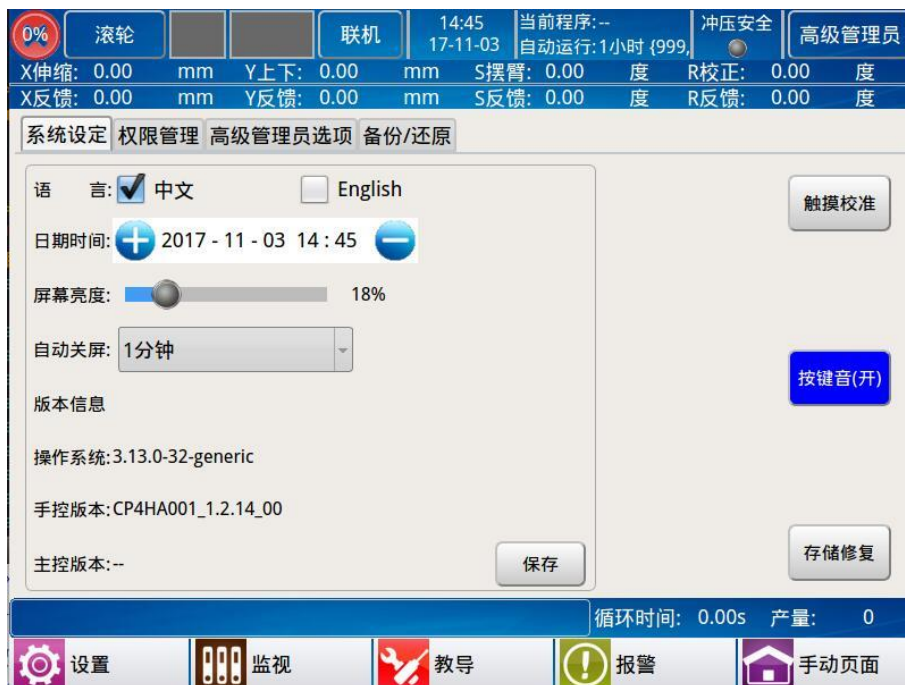 0% 滚轮 联机 14:45 当前程序:-- 冲压安全 高级管理员
17-11-03 自动运行:1小时 {999,
X伸缩: 0.00 mm Y上下: 0.00 mm S摆臂: 0.00 度 R校正: 0.00 度
X反馈: 0.00 mm Y反馈: 0.00 mm S反馈: 0.00 度 R反馈: 0.00 度
系统设定 权限管理 高级管理员选项 备份/还原
语 言: 中文 English
触摸校准
日期时间: 2017 - 11 - 03 14 : 45
屏幕亮度: 18%
自动关屏: 1分钟
按键音(开)
版本信息
操作系统:3.13.0-32-generic
手控版本:CP4HA001_1.2.14_00
主控版本:-- 保存 存储修复
循环时间: 0.00s 产量: 0
设置 监视 教导 报警 手动页面